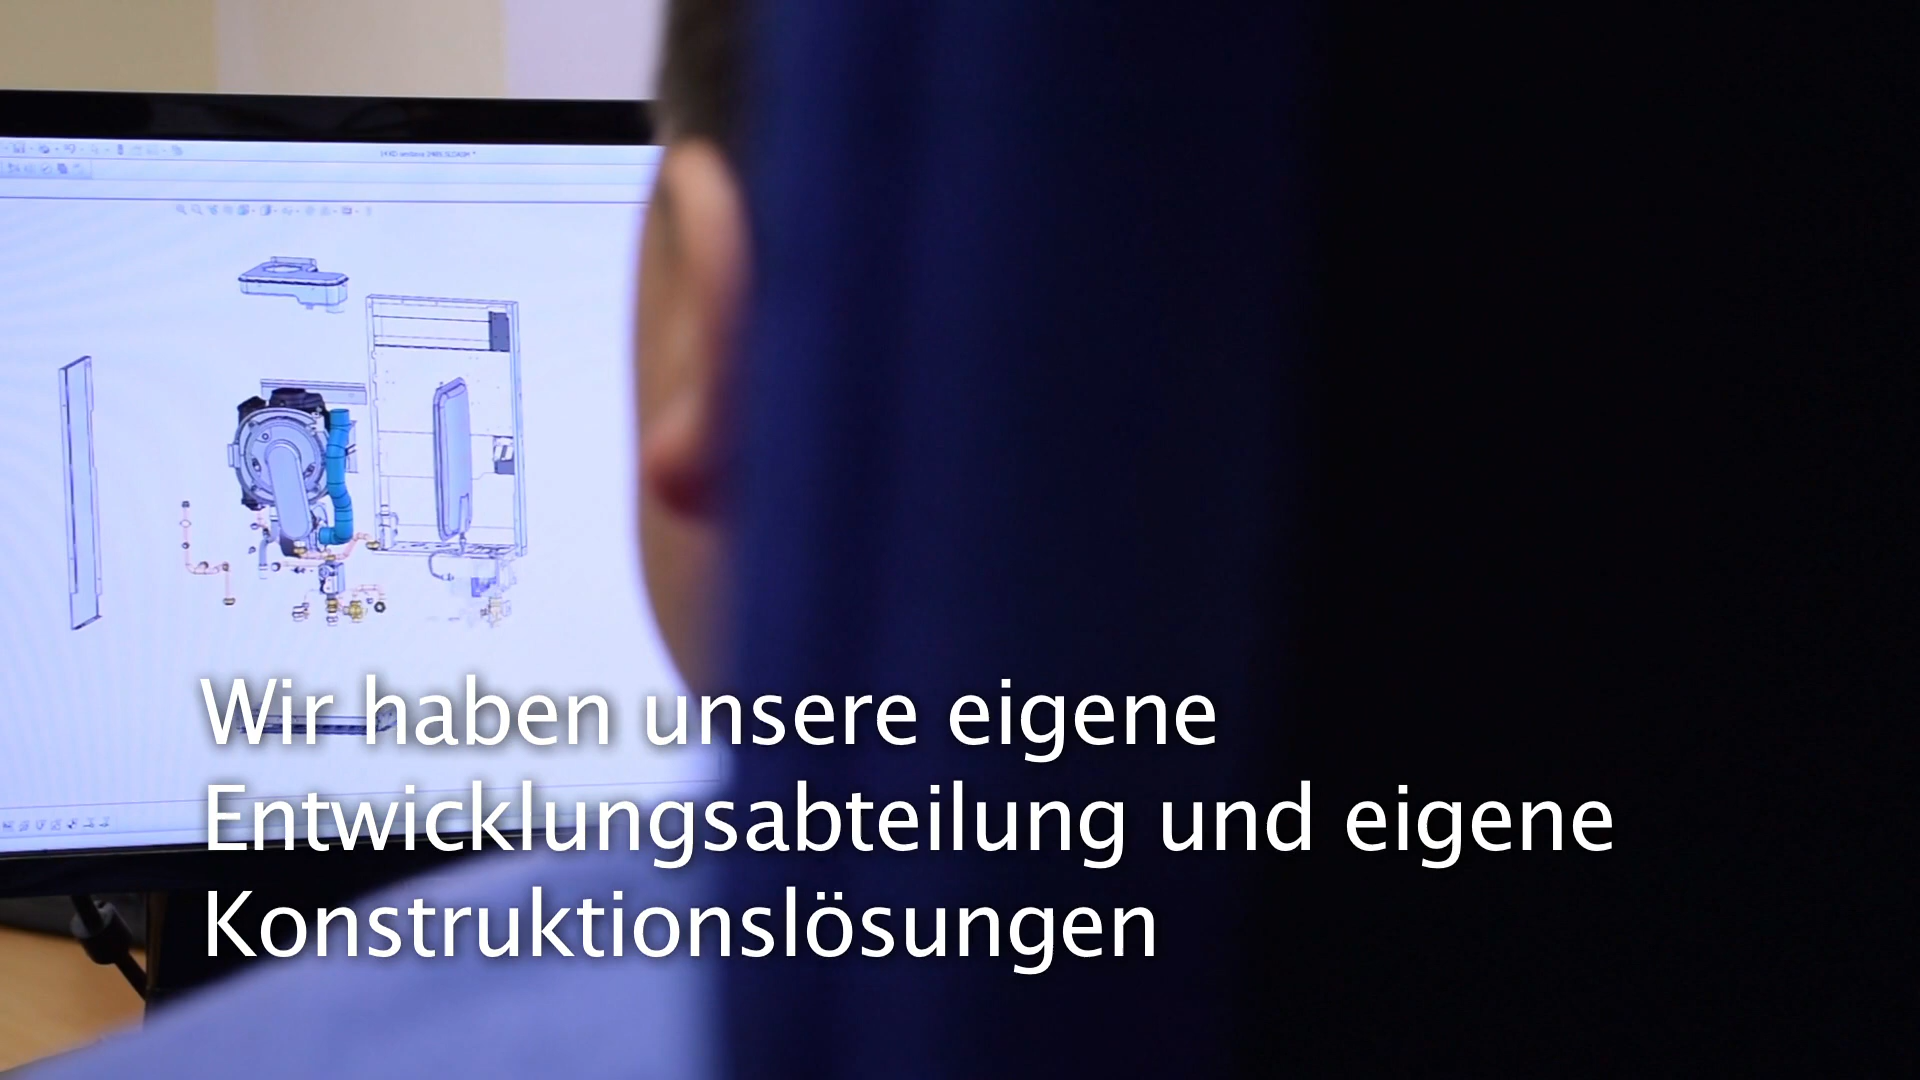 Wir haben unsere eigene
Entwicklungsabteilung und eigene
Konstruktionslösungen